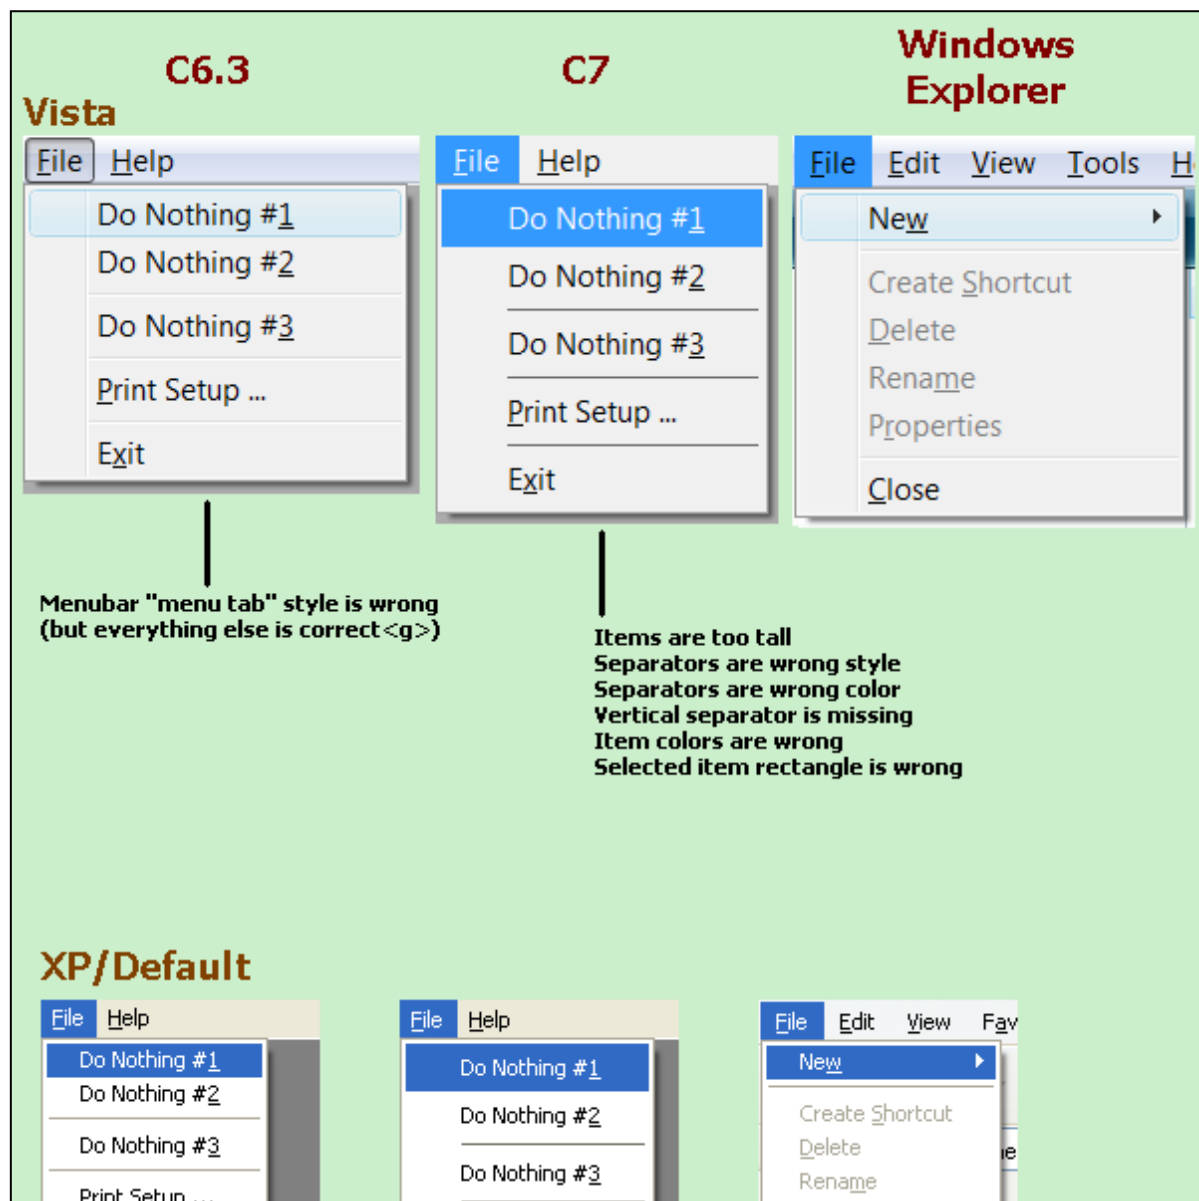 C6.3
C7
Windows
Explorer
Vista
File Help
Do Nothing #1
Do Nothing #2
Do Nothing #3
Print Setup ...
Exit
File Help
Do Nothing #1
Do Nothing #2
Do Nothing #3
Print Setup ...
Exit
File Edit View Tools
New
Create Shortcut
Delete
Rename
Properties
Close
Menubar "menu tab" style is wrong
(but everything else is correct<g>)
Items are too tall
Separators are wrong style
Separators are wrong color
Vertical separator is missing
Item colors are wrong
Selected item rectangle is wrong
XP/Default
File Help
Do Nothing #1
Do Nothing #2
Do Nothing #3
Print Setup ...
File Help
Do Nothing #1
Do Nothing #2
Do Nothing #3
File Edit View Fav
New
Create Shortcut
Delete
Rename